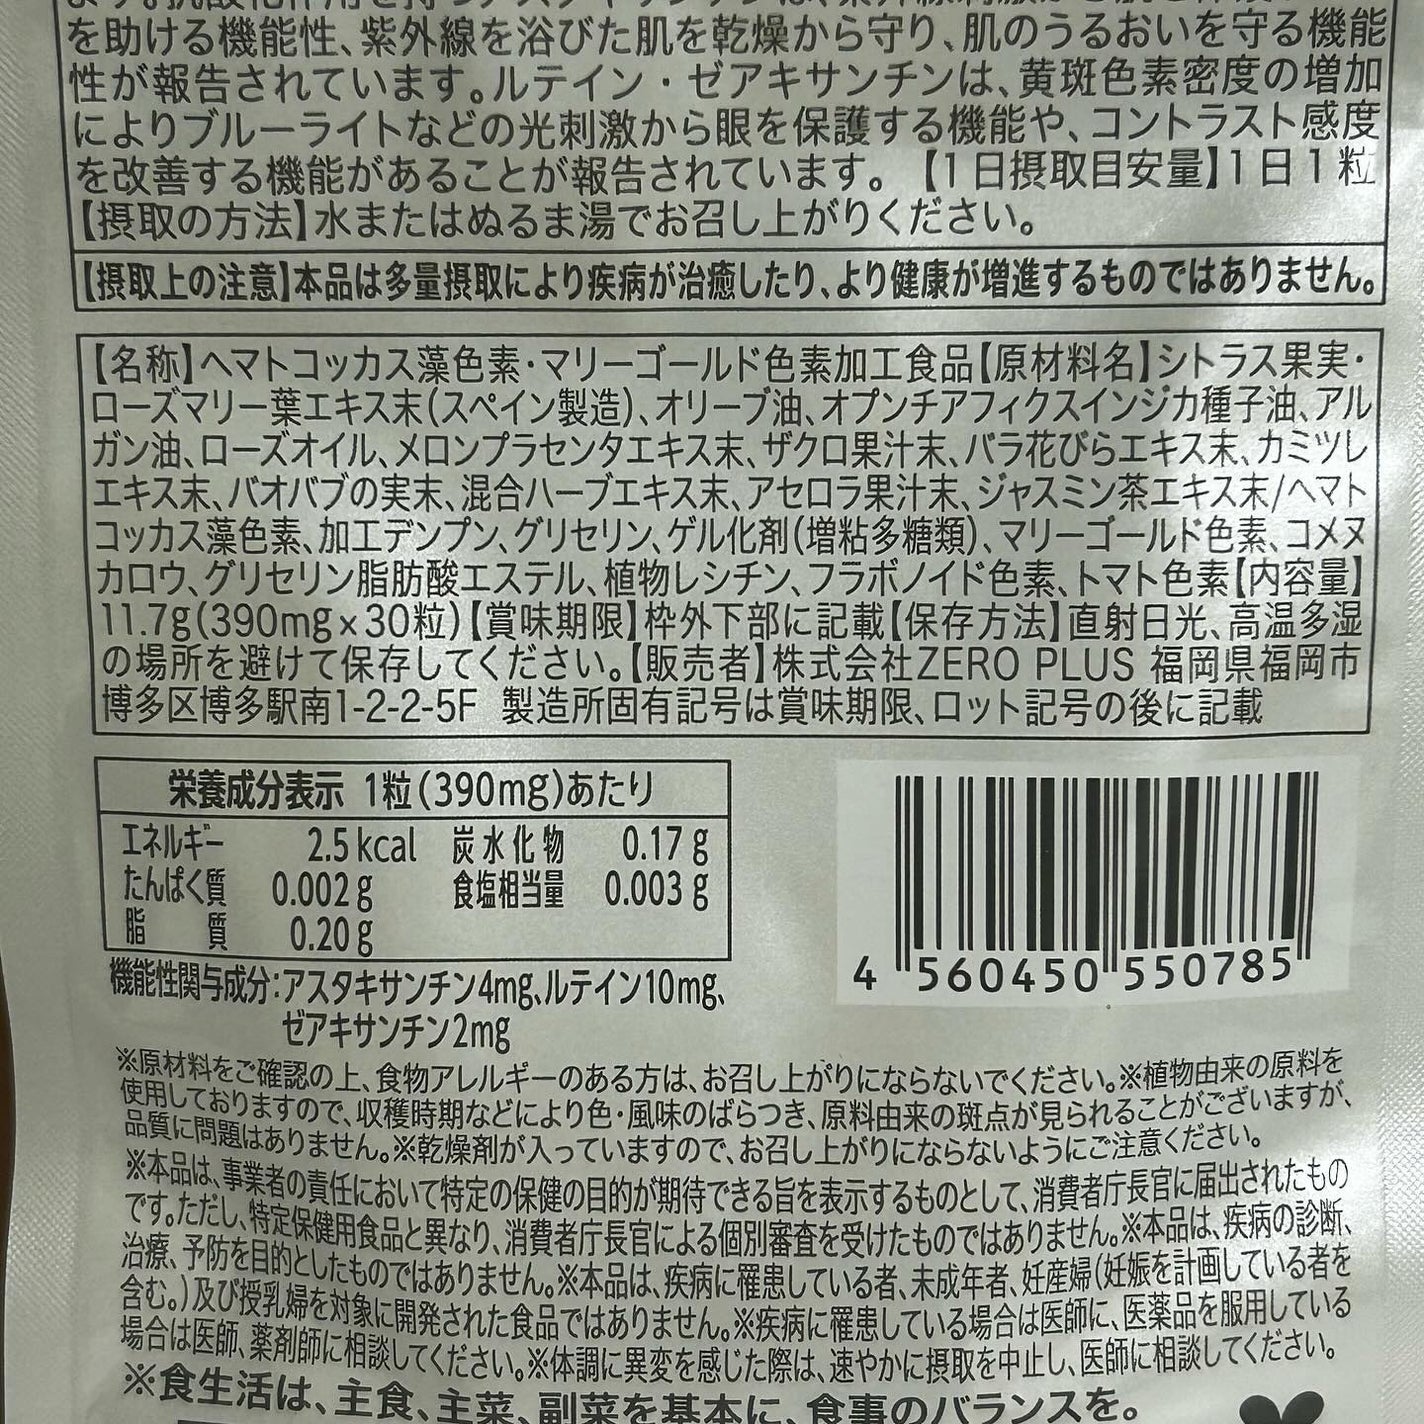 を助ける機能性、紫外線を浴びた肌を乾燥から守り、肌のうるおいを守る機能
性が報告されています。ルテイン・ゼアキサンチンは、黄斑色素密度の増加
によりブルーライトなどの光刺激から眼を保護する機能や、コントラスト感度
を改善する機能があることが報告されています。【1日摂取目安量】1日1粒
【摂取の方法】水またはぬるま湯でお召し上がりください。
【摂取上の注意】本品は多量摂取により疾病が治癒したり、より健康が増進するものではありません。
【名称】ヘマトコッカス藻色素・マリーゴールド色素加工食品【原材料名】シトラス果実・
ローズマリー葉エキス末(スペイン製造)、オリーブ油、オプンチアフィクスインジカ種子油、アル
ガン油、ローズオイル、メロンプラセンタエキス末、ザクロ果汁末、バラ花びらエキス末、カミツレ
エキス末、バオバブの実末、混合ハーブエキス末、アセロラ果汁末、ジャスミン茶エキス末/ヘマト
コッカス藻色素、加工デンプン、グリセリン、ゲル化剤(増粘多糖類)、マリーゴールド色素、コメヌ
カロウ、グリセリン脂肪酸エステル、植物レシチン、フラボノイド色素、トマト色素【内容量】
11.7g(390mg×30粒)【賞味期限】枠外下部に記載【保存方法】直射日光、高温多湿
の場所を避けて保存してください。【販売者】株式会社ZERO PLUS 福岡県福岡市
博多区博多駅南1-2-2-5F 製造所固有記号は賞味期限、ロット記号の後に記載
栄養成分表示 1粒(390mg)あたり
エネルギー 2.5kcal 炭水化物 0.17g
たんぱく質 0.002g 食塩相当量 0.003g
脂質 0.20g
機能性関与成分:アスタキサンチン4mg、ルテイン10mg、
ゼアキサンチン2mg
4 560450 550785
※原材料をご確認の上、食物アレルギーのある方は、お召し上がりにならないでください。※植物由来の原料を
使用しておりますので、収穫時期などにより色・風味のばらつき、原料由来の斑点が見られることがございますが、
品質に問題はありません。※乾燥剤が入っていますので、お召し上がりにならないようにご注意ください。
※本品は、事業者の責任において特定の保健の目的が期待できる旨を表示するものとして、消費者庁長官に届出されたもの
です。ただし、特定保健用食品と異なり、消費者庁長官による個別審査を受けたものではありません。※本品は、疾病の診断、
治療、予防を目的としたものではありません。※本品は、疾病に罹患している者、未成年者、妊産婦(妊娠を計画している者を
含む。)及び授乳婦を対象に開発された食品ではありません。※疾病に罹患している場合は医師に、医薬品を服用している
場合は医師、薬剤師に相談してください。※体調に異変を感じた際は、速やかに摂取を中止し、医師に相談してください。
※食生活は、主食、主菜、副菜を基本に、食事のバランスを。